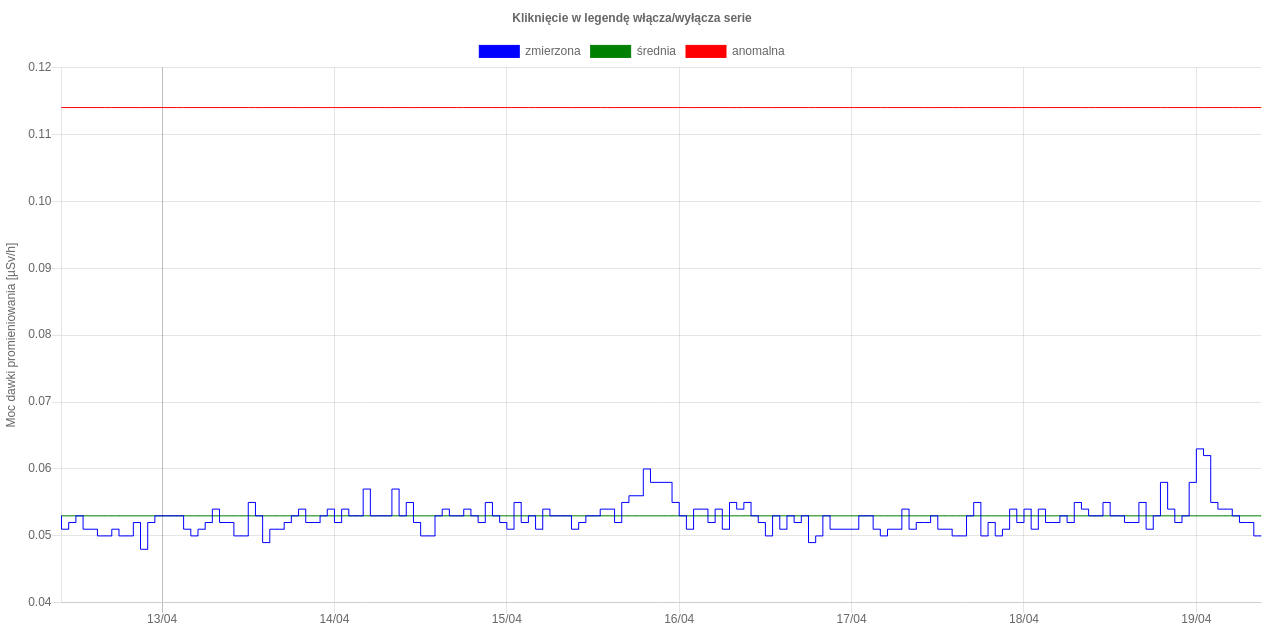 Kliknięcie w legendę włącza/wyłącza serie
zmierzona średnia anomalna
Moc dawki promieniowania [µSv/h]
0.12
0.11
0.10
0.09
0.08
0.07
0.06
0.05
0.04
13/04 14/04 15/04 16/04 17/04 18/04 19/04